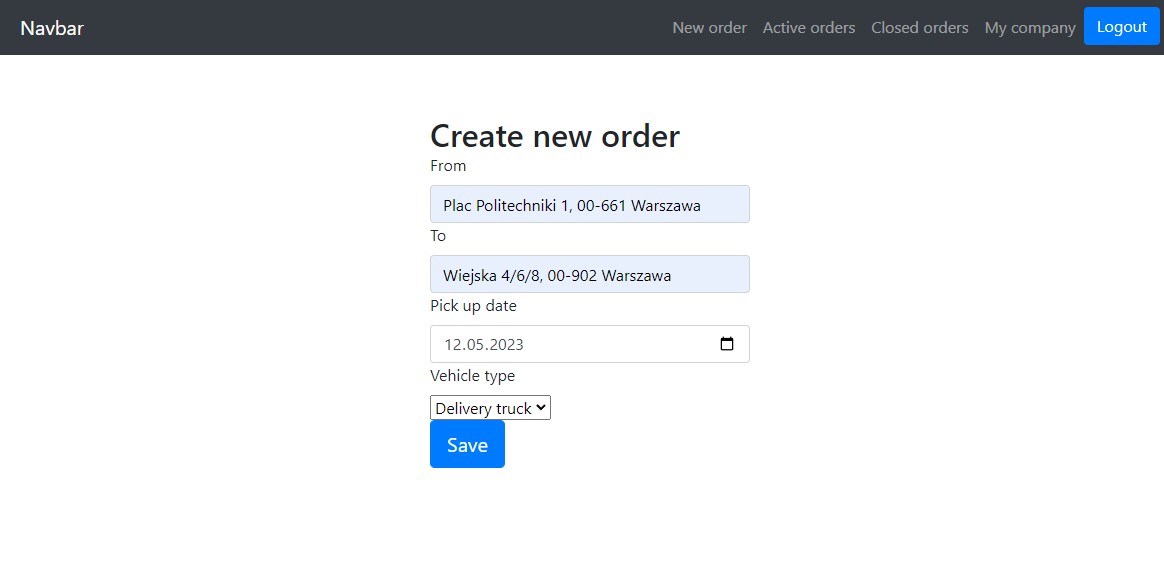 Navbar New order Active orders Closed orders My company Logout
Create new order
From
Plac Politechniki 1, 00-661 Warszawa
To
Wiejska 4/6/8, 00-902 Warszawa
Pick up date
12.05.2023
Vehicle type
Delivery truck
Save